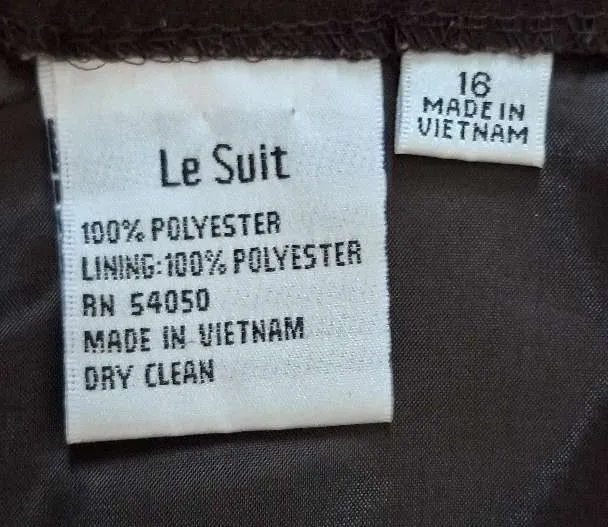 Le Suit
100% POLYESTER
LINING:100% POLYESTER
RN 54050
MADE IN VIETNAM
DRY CLEAN
16
MADE IN
VIETNAM